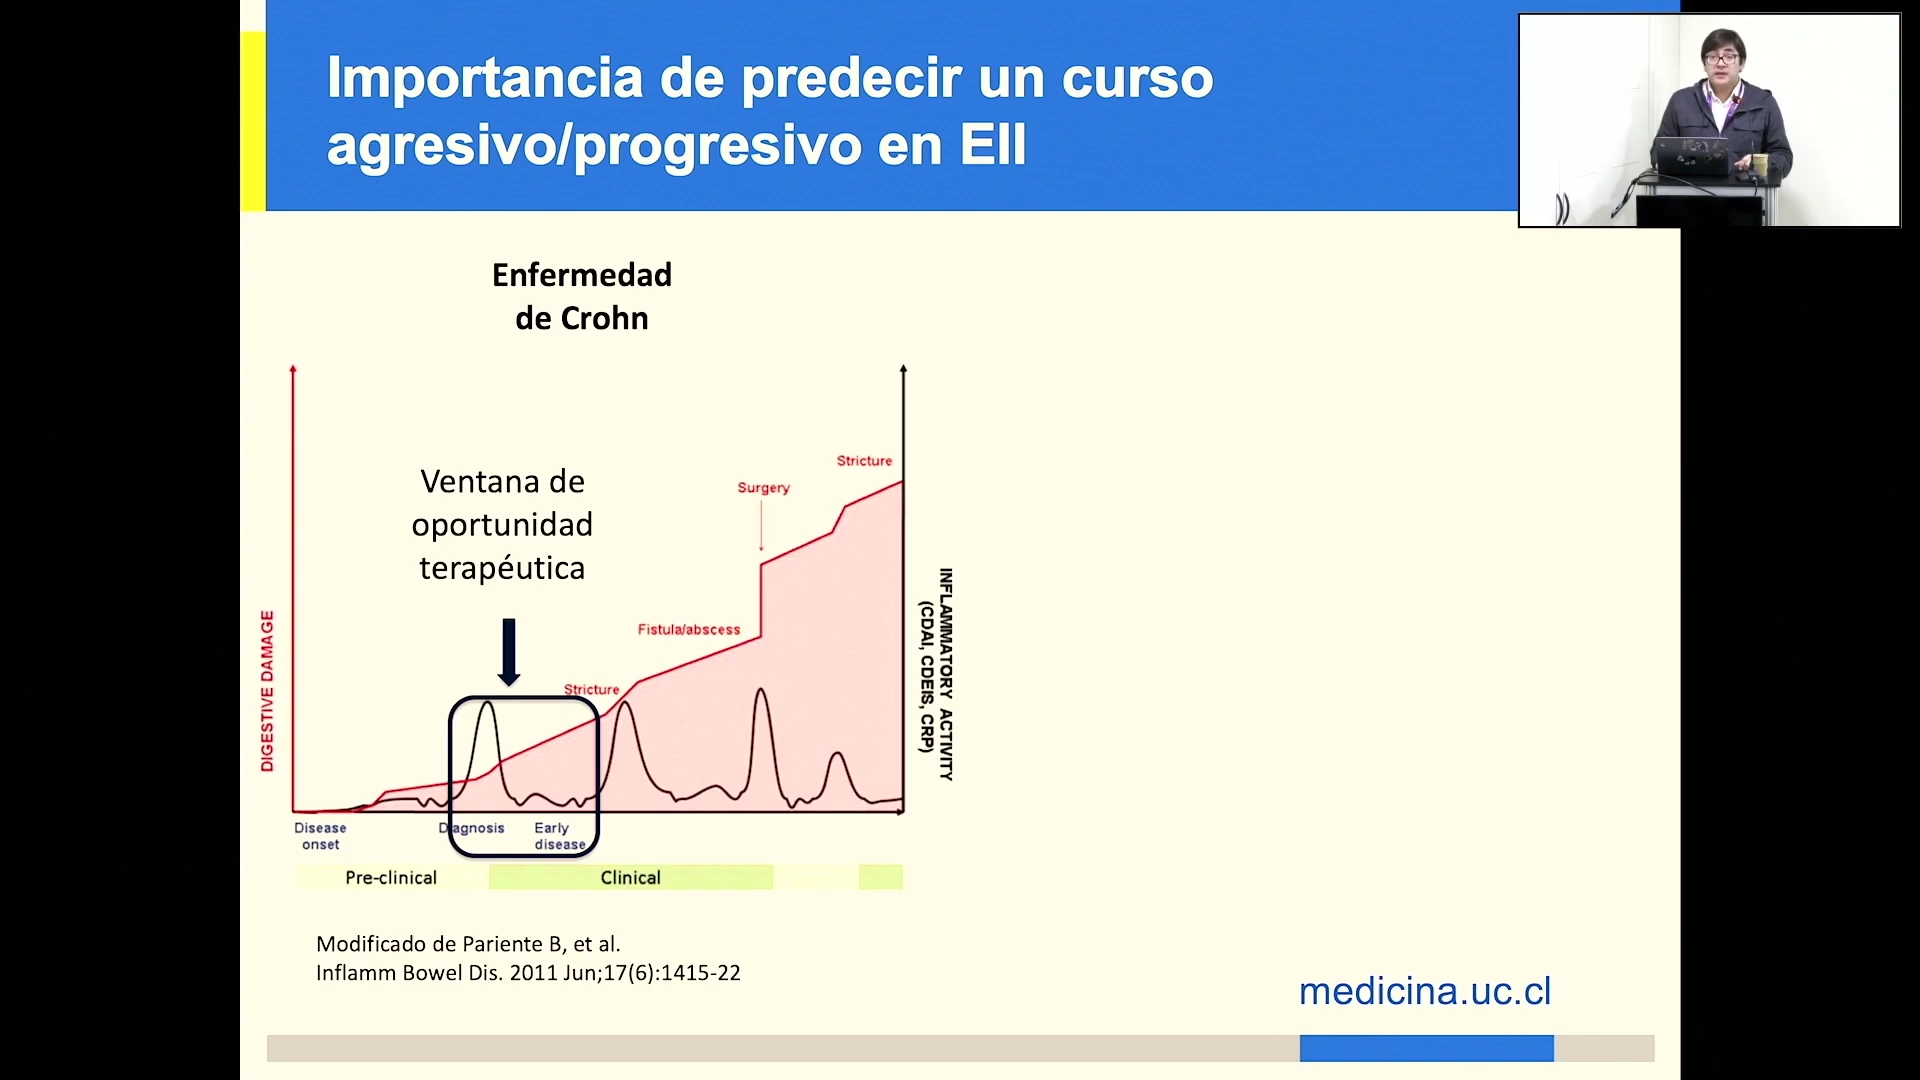 Importancia de predecir un curso
agresivo/progresivo en EII
Enfermedad
de Crohn
Ventana de
oportunidad
terapéutica
Stricture
Surgery
Fistula/abscess
Stricture
DIGESTIVE DAMAGE
INFLAMMATORY ACTIVITY
(CDAI, CDEIS, CRP)
Disease
onset
Diagnosis
Early
disease
Pre-clinical
Clinical
Modificado de Pariente B, et al.
Inflamm Bowel Dis. 2011 Jun;17(6):1415-22
medicina.uc.cl